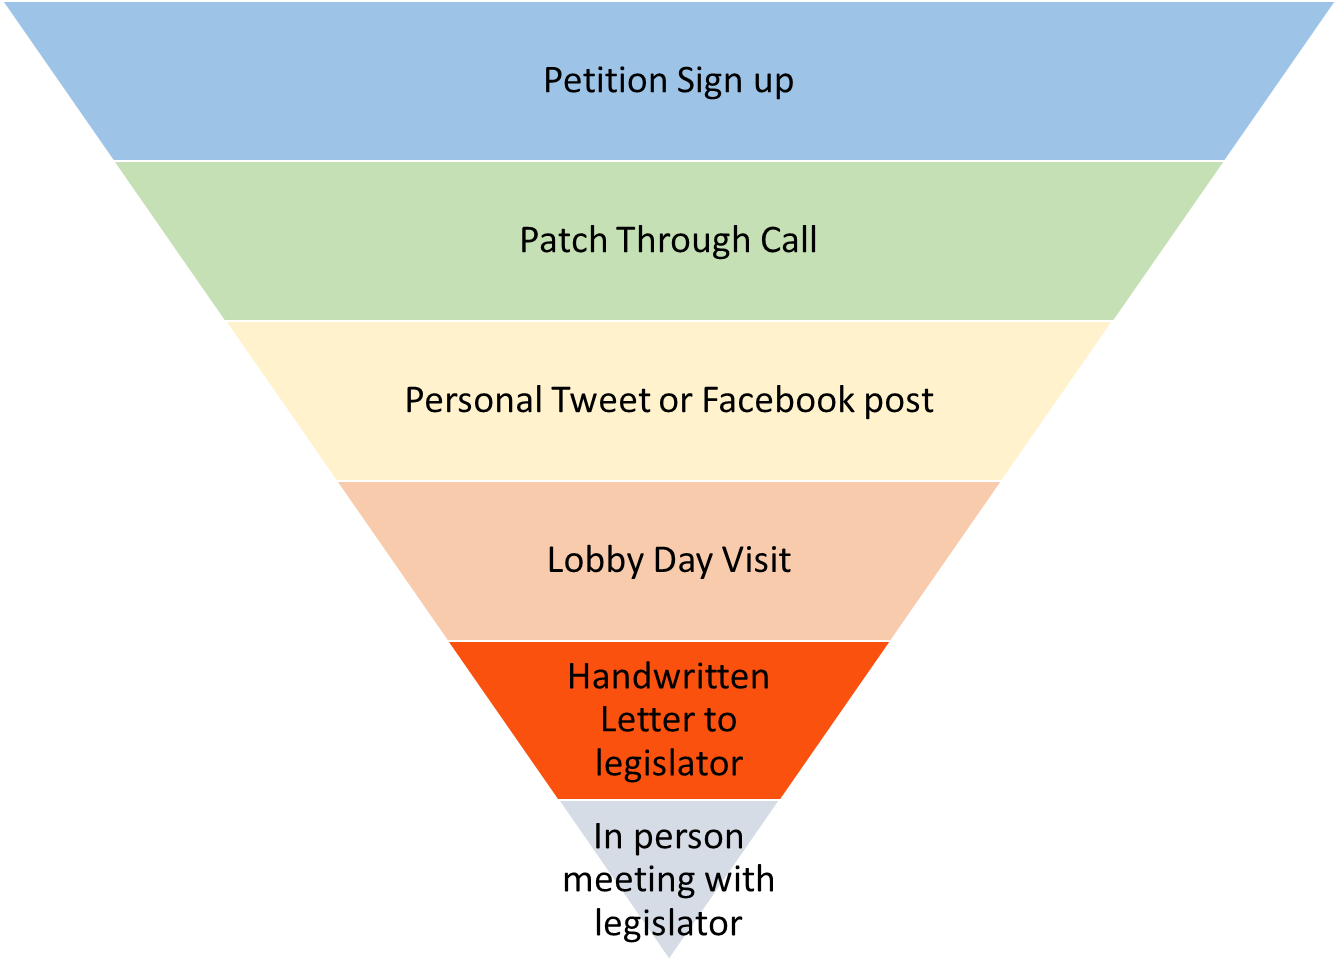 Petition Sign up
Patch Through Call
Personal Tweet or Facebook post
Lobby Day Visit
Handwritten
Letter to
legislator
In person
meeting with
legislator